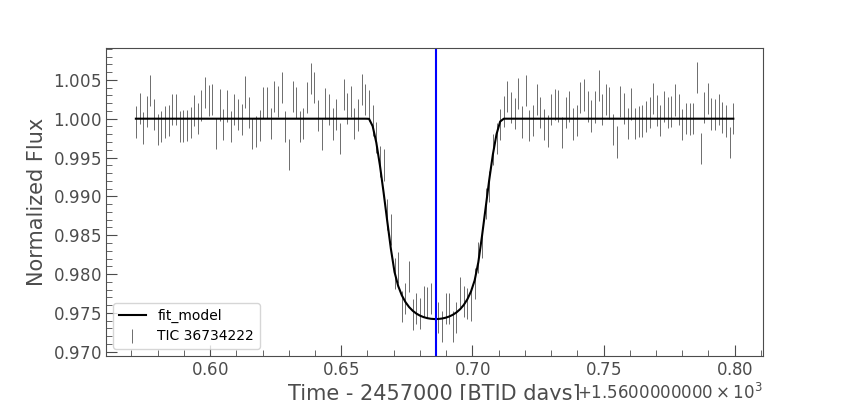 Normalized Flux
1.005
1.000
0.995
0.990
0.985
0.980
0.975
0.970
fit_model
TIC 36734222
0.60 0.65 0.70 0.75 0.80
Time - 2457000 [BTJD days]
+1.5600000000 × 10³